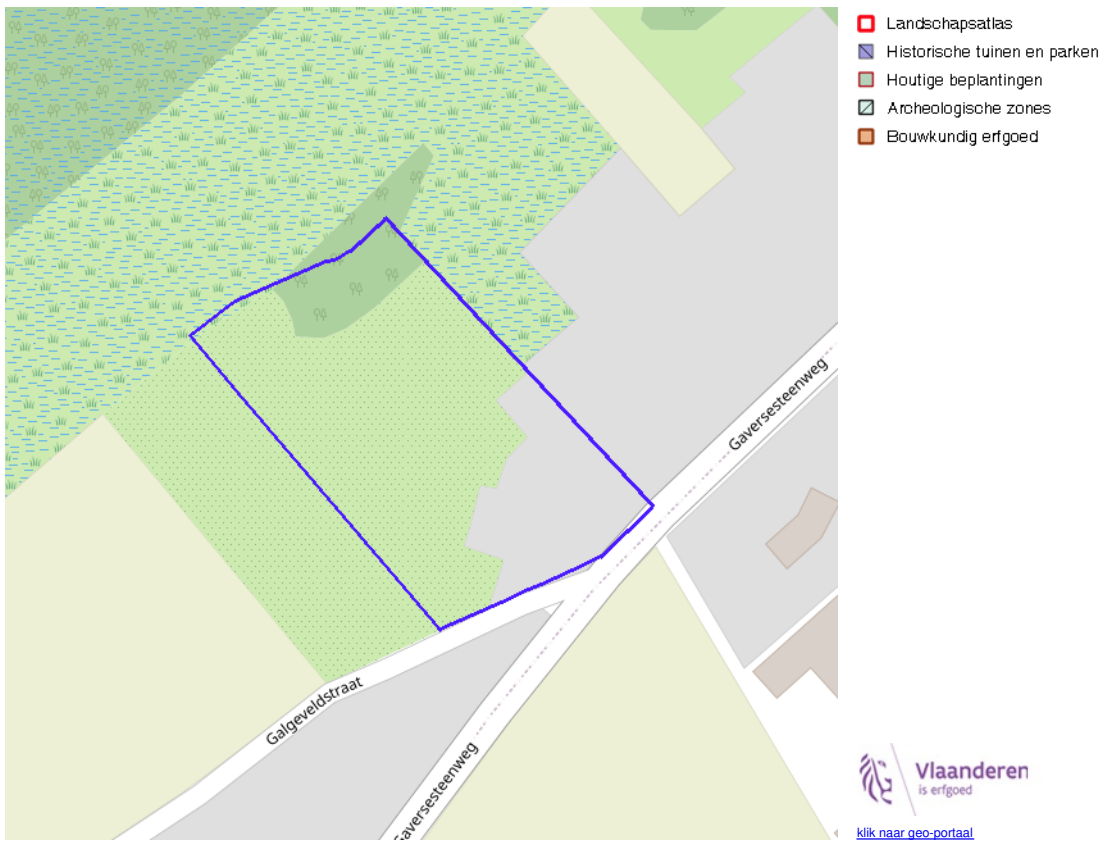 Landschapsatlas
Historische tuinen en parken
Houtige beplantingen
Archeologische zones
Bouwkundig erfgoed
Gaversesteenweg
Galgeveldstraat
Gaversesteenweg
Vlaanderen
is erfgoed
klik naar geo-portaal